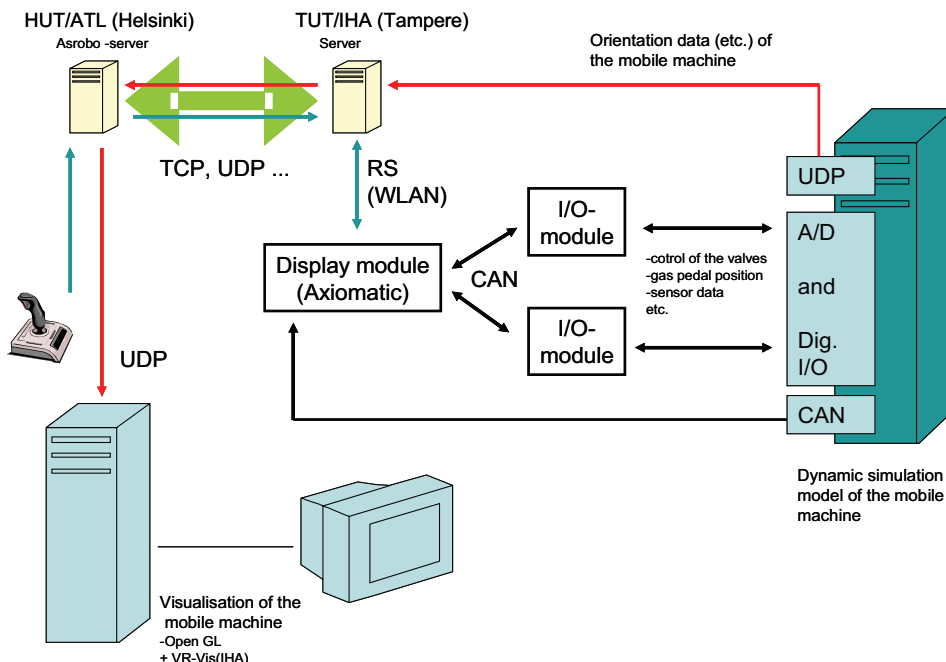 HUT/ATL (Helsinki)
Asrobo -server
TUT/IHA (Tampere)
Server
Orientation data (etc.) of
the mobile machine
TCP, UDP ...
RS
(WLAN)
UDP
I/O-
module
A/D
and
Dig.
I/O
-cotrol of the valves
-gas pedal position
-sensor data
etc.
Display module
(Axiomatic)
CAN
I/O-
module
UDP
CAN
Dynamic simulation
model of the mobile
machine
Visualisation of the
mobile machine
-Open GL
+ VR-Vis(IHA)